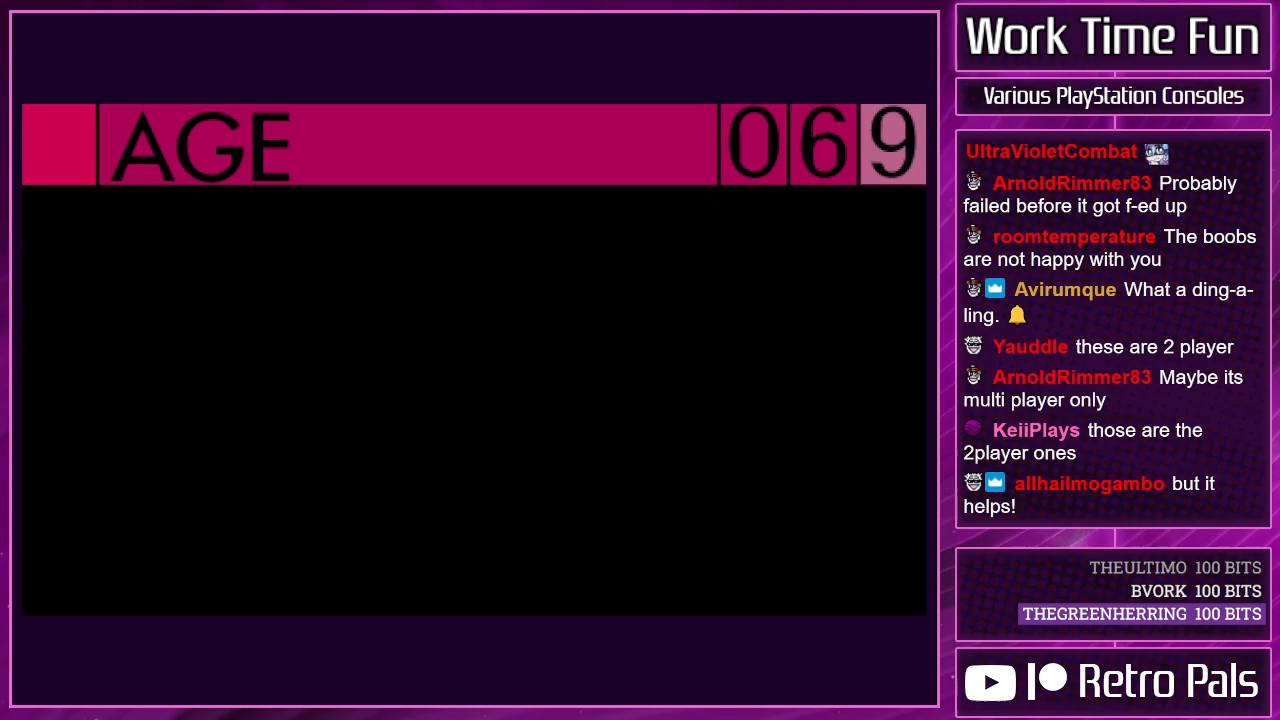 AGE 069
Work Time Fun
Various PlayStation Consoles
UltraVioletCombat
ArnoldRimmer83 Probably
failed before it got f-ed up
roomtemperature The boobs
are not happy with you
Avirumque What a ding-a-
ling. 🔔
Yauddle these are 2 player
ArnoldRimmer83 Maybe its
multi player only
KeiiPlays those are the
2player ones
allhailmogambo but it
helps!
THEULTIMO 100 BITS
BVORK 100 BITS
THEGREENHERRING 100 BITS
Retro Pals